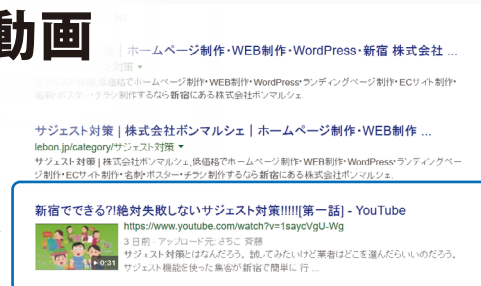 動画
| ホームページ制作・WEB制作・WordPress・新宿 株式会社 ...
対策
低価格でホームページ制作・WEB制作・WordPress・ランディングページ制作・ECサイト制作・
名刺・ポスター・チラシ制作するなら新宿にある株式会社ボンマルシェ
サジェスト対策 | 株式会社ボンマルシェ | ホームページ制作・WEB制作 ...
lebon.jp/category/サジェスト対策
サジェスト対策 | 株式会社ボンマルシェ,低価格でホームページ制作・WEB制作・WordPress・ランディングペー
ジ制作・ECサイト制作・名刺・ポスター・チラシ制作するなら新宿にある株式会社ボンマルシェ.
新宿でできる?!絶対失敗しないサジェスト対策!!!!![第一話] - YouTube
https://www.youtube.com/watch?v=1saycVgU-Wg
3 日前 - アップロード元: さちこ 斉藤
サジェスト対策とはなんだろう。試してみたいけど業者はどこを選んだらいいのだろう。
サジェスト機能を使った集客が新宿で簡単に行 ...
0:31